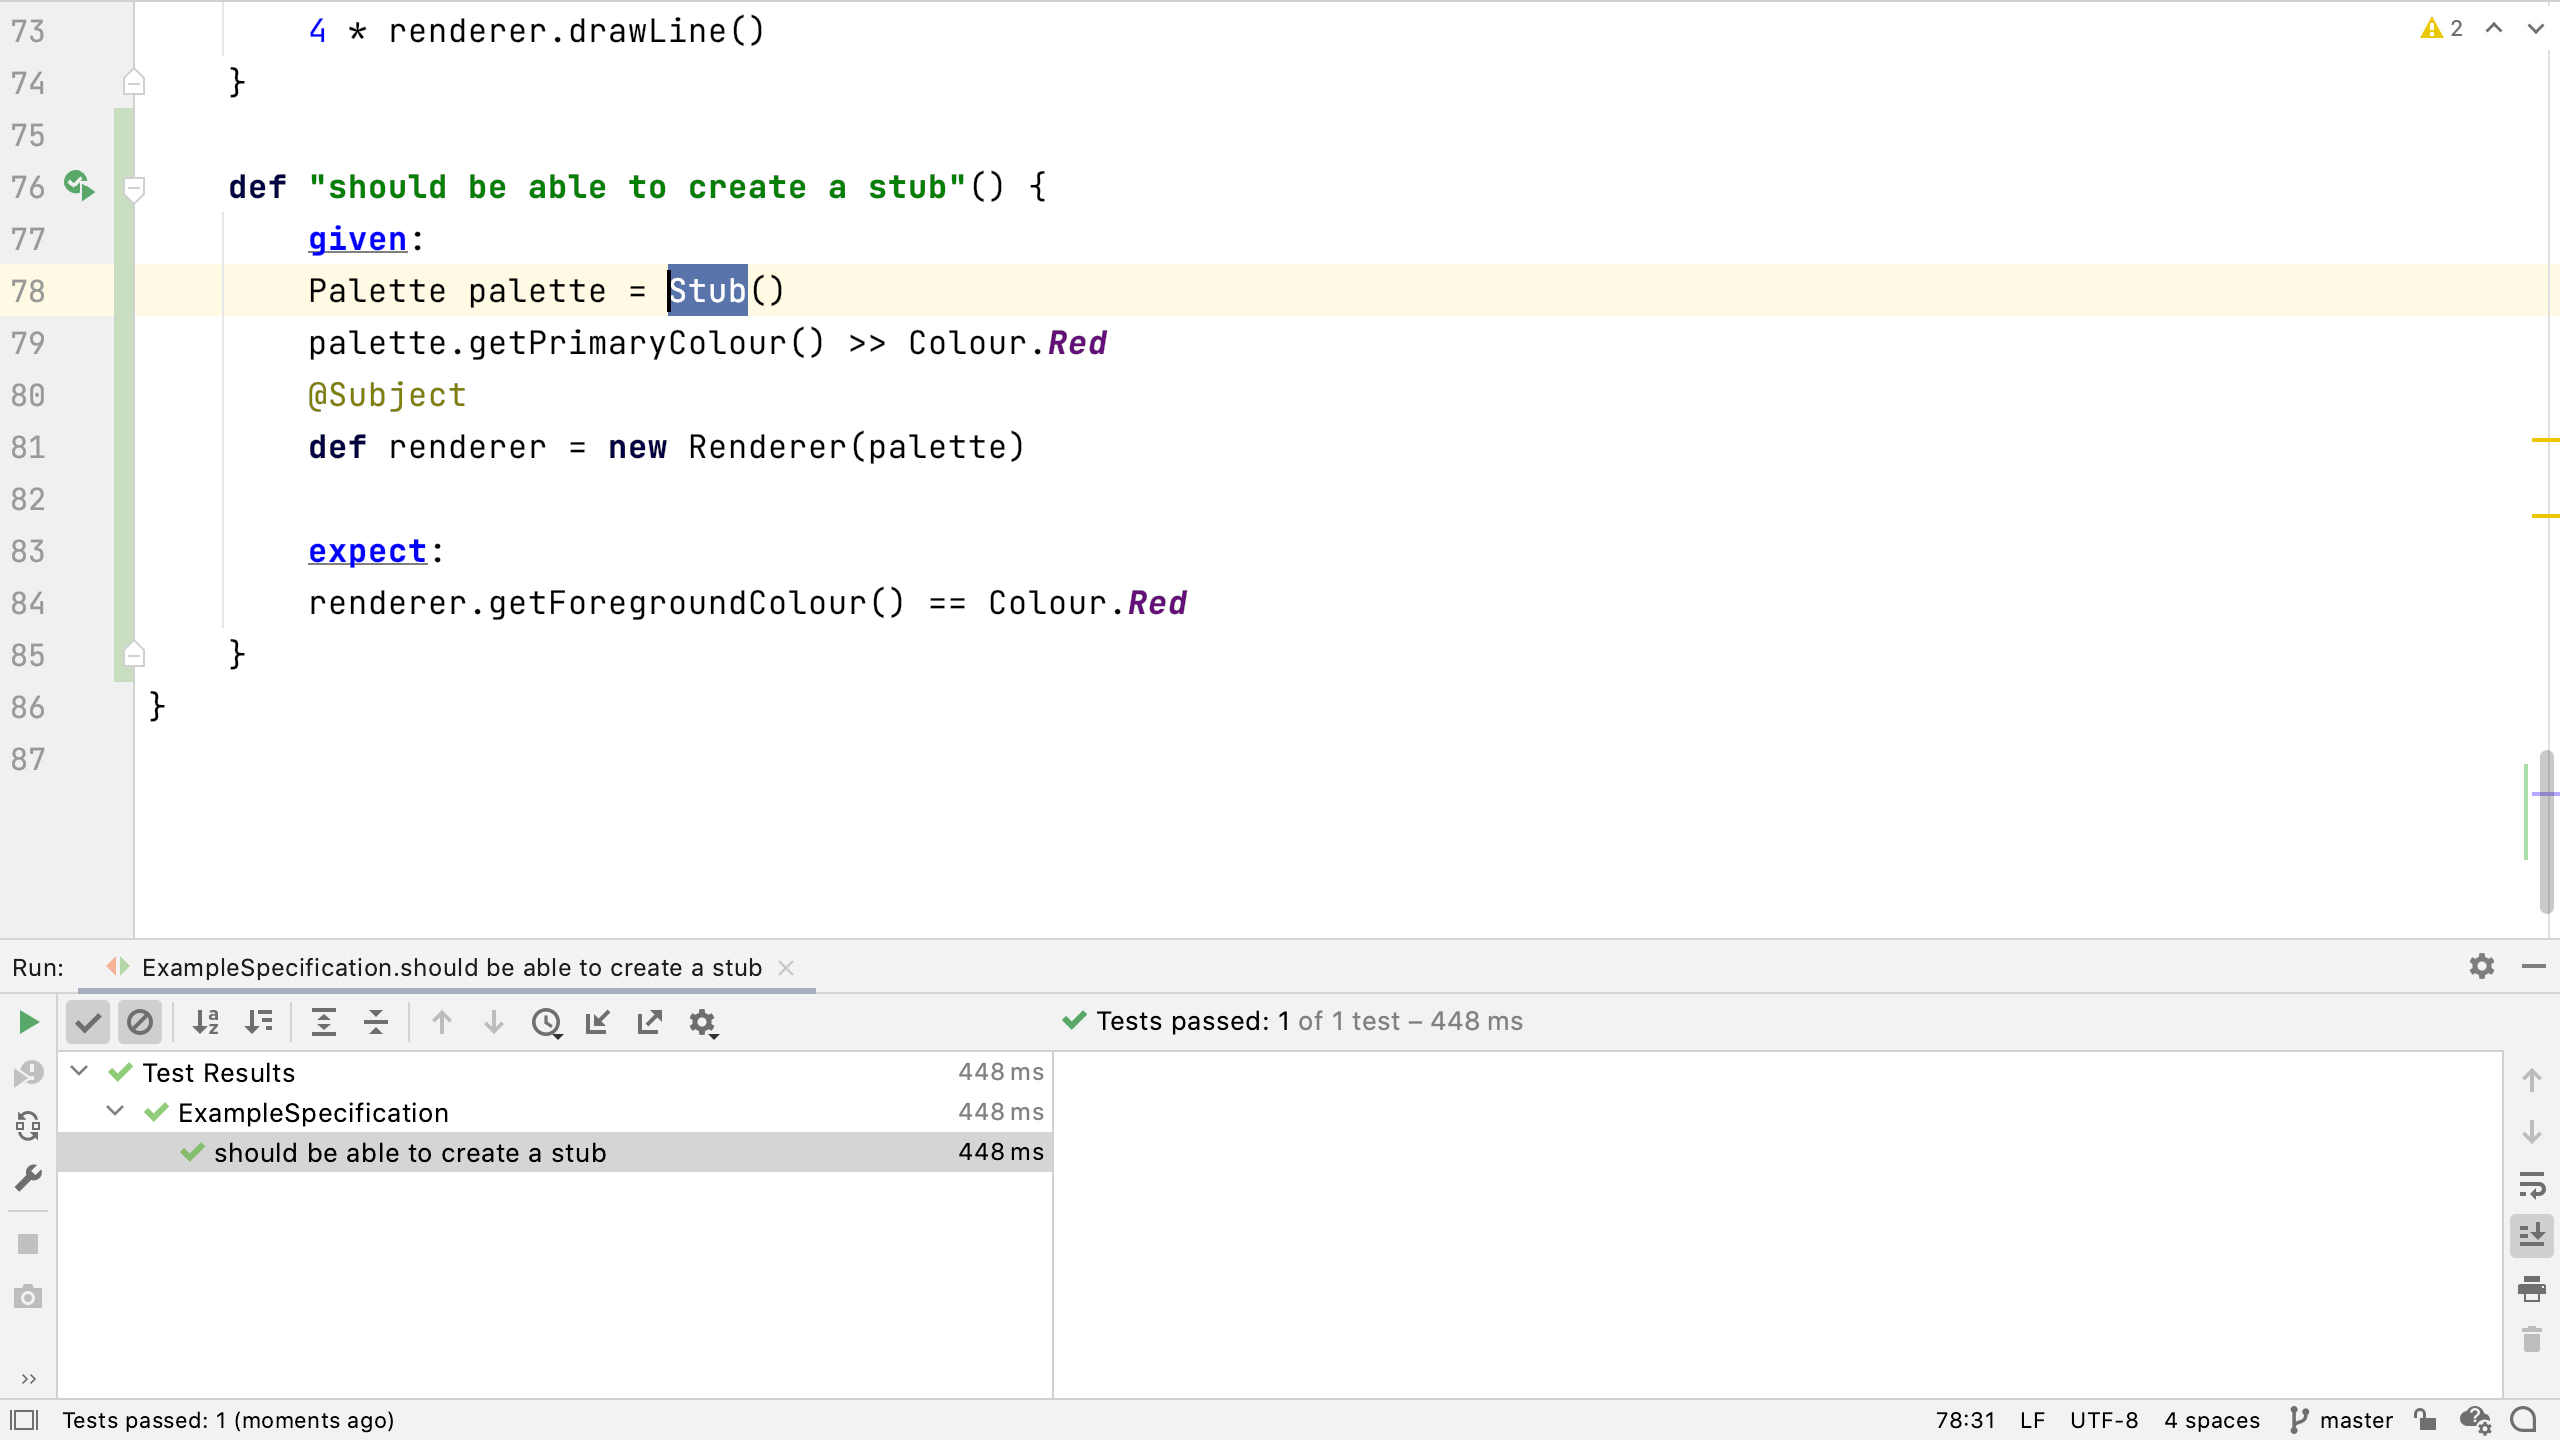 73 4 * renderer.drawLine()
74 }
75
76 def "should be able to create a stub"() {
77 given:
78 Palette palette = Stub()
79 palette.getPrimaryColour() >> Colour.Red
80 @Subject
81 def renderer = new Renderer(palette)
82
83 expect:
84 renderer.getForegroundColour() == Colour.Red
85 }
86 }
87
2
Run: ExampleSpecification.should be able to create a stub
Tests passed: 1 of 1 test – 448 ms
Test Results 448 ms
ExampleSpecification 448 ms
should be able to create a stub 448 ms
Tests passed: 1 (moments ago) 78:31 LF UTF-8 4 spaces master